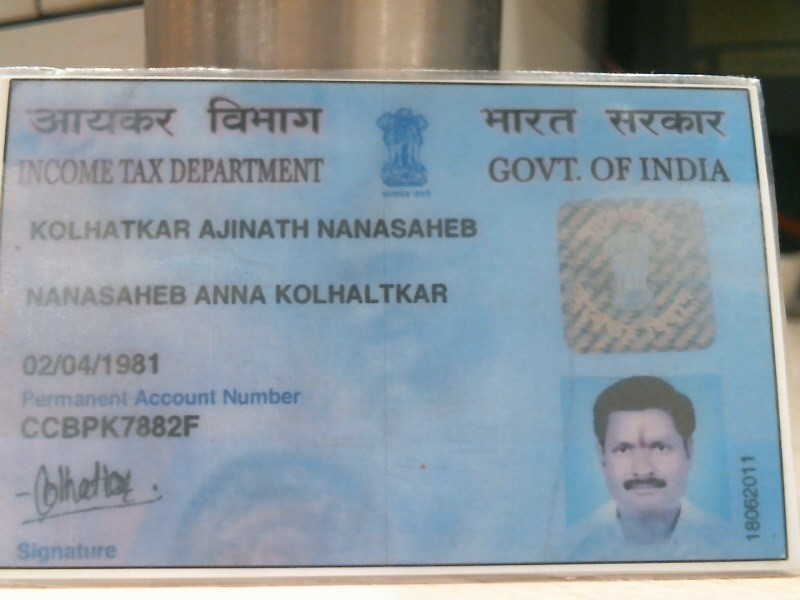 आयकर विभाग भारत सरकार
INCOME TAX DEPARTMENT GOVT. OF INDIA
KOLHATKAR AJINATH NANASAHEB
NANASAHEB ANNA KOLHALTKAR
02/04/1981
Permanent Account Number
CCBPK7882F
Kolhatkar
Signature
18062011